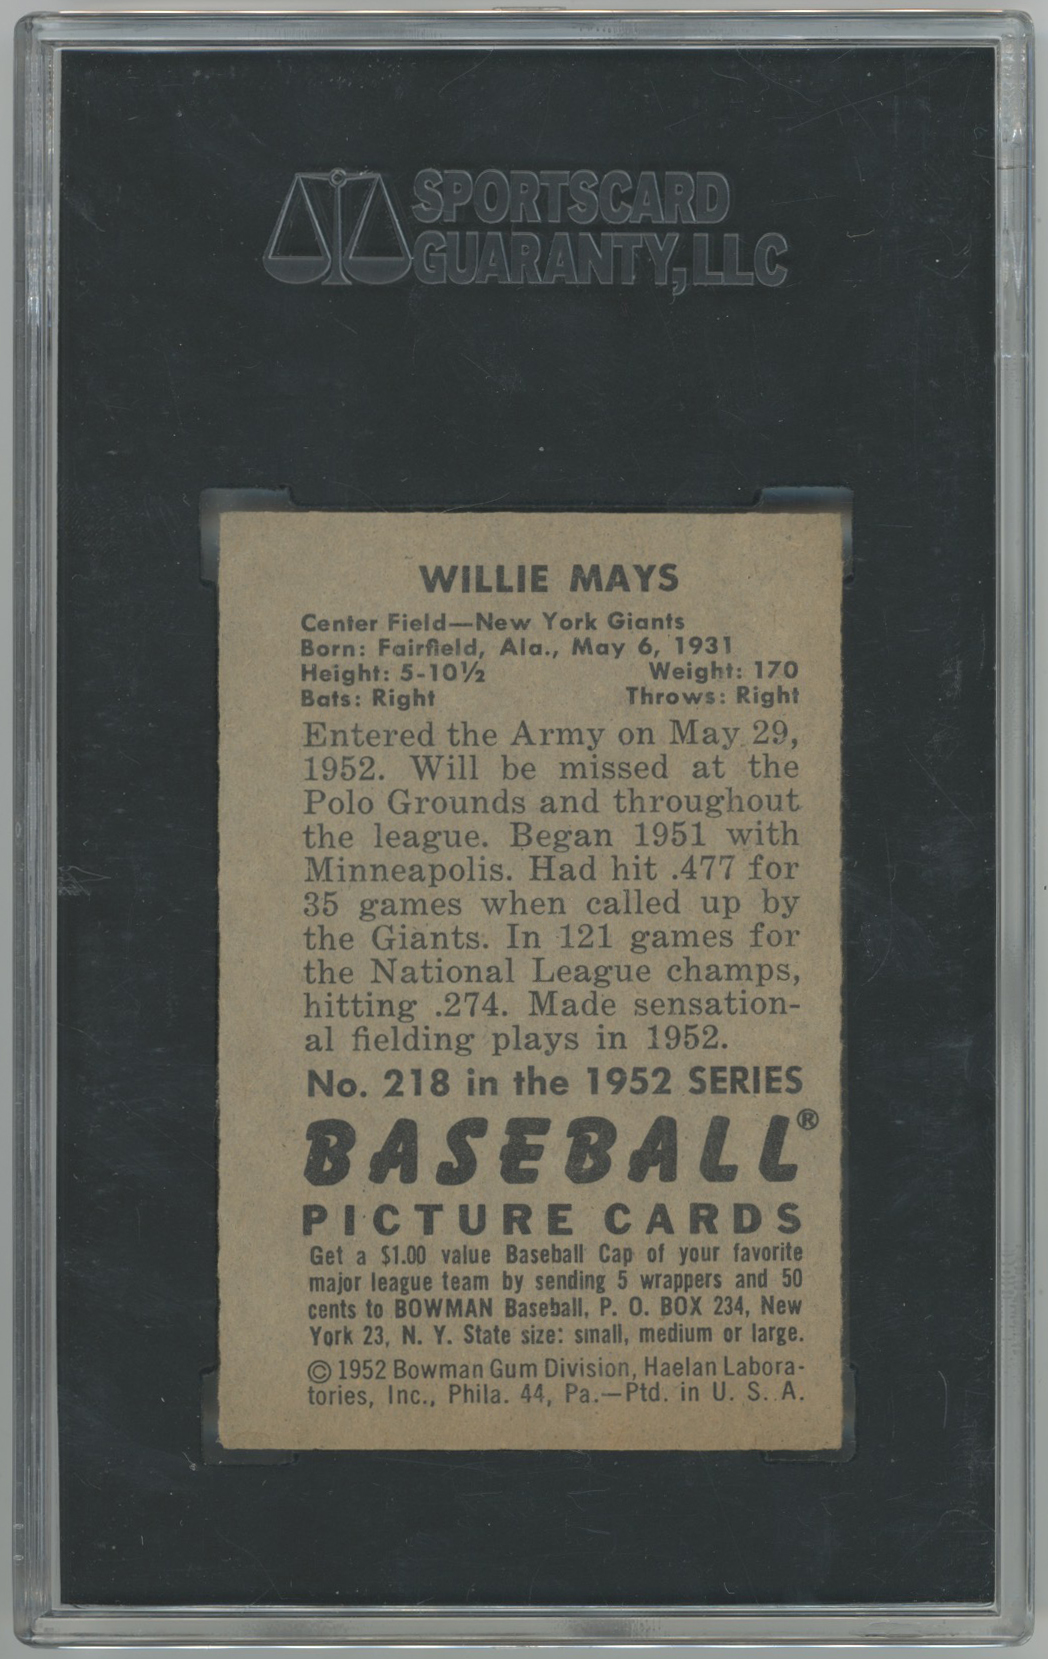 SPORTSCARD
GUARANTY, LLC
WILLIE MAYS
Center Field—New York Giants
Born: Fairfield, Ala., May 6, 1931
Height: 5-10½ Weight: 170
Bats: Right Throws: Right
Entered the Army on May 29,
1952. Will be missed at the
Polo Grounds and throughout
the league. Began 1951 with
Minneapolis. Had hit .477 for
35 games when called up by
the Giants. In 121 games for
the National League champs,
hitting .274. Made sensation-
al fielding plays in 1952.
No. 218 in the 1952 SERIES
BASEBALL®
PICTURE CARDS
Get a $1.00 value Baseball Cap of your favorite
major league team by sending 5 wrappers and 50
cents to BOWMAN Baseball, P. O. BOX 234, New
York 23, N. Y. State size: small, medium or large.
© 1952 Bowman Gum Division, Haelan Labora-
tories, Inc., Phila. 44, Pa.—Ptd. in U. S. A.